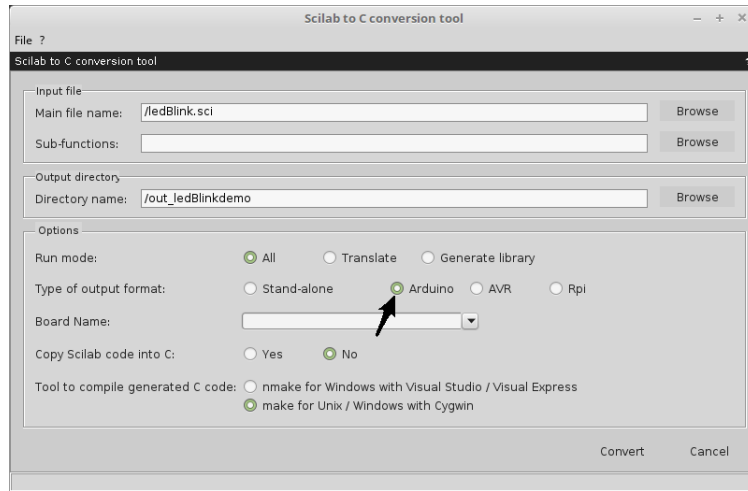 Scilab to C conversion tool
File ?
Scilab to C conversion tool
Input file
Main file name: /ledBlink.sci Browse
Sub-functions: Browse
Output directory
Directory name: /out_ledBlinkdemo Browse
Options
Run mode: All Translate Generate library
Type of output format: Stand-alone Arduino AVR Rpi
Board Name:
Copy Scilab code into C: Yes No
Tool to compile generated C code: nmake for Windows with Visual Studio / Visual Express
make for Unix / Windows with Cygwin
Convert Cancel